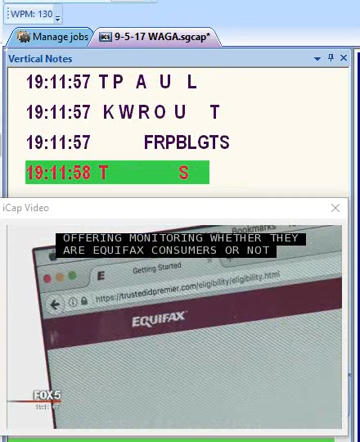 WPM: 130
Manage jobs
9-5-17 WAGA.sgcap*
Vertical Notes
19:11:57 T P A U L
19:11:57 K W R O U T
19:11:57 FRPBLGTS
19:11:58 T S
iCap Video
OFFERING MONITORING WHETHER THEY
ARE EQUIFAX CONSUMERS OR NOT
Bookmarks
E Getting Started
https://trustedidpremier.com/eligibility/eligibility.html
EQUIFAX
FOX 5